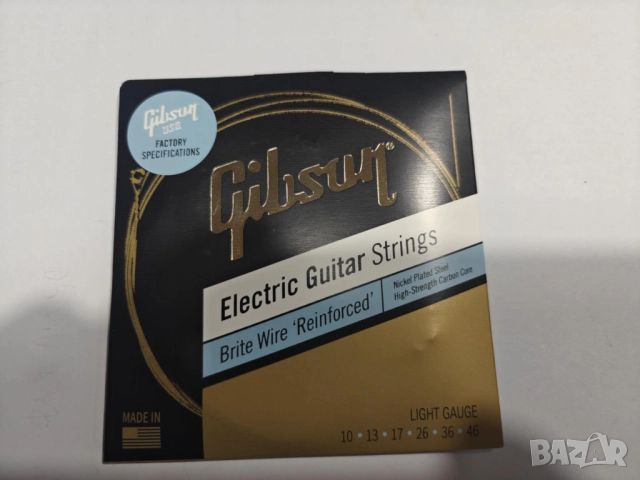 Gibson
USA
FACTORY
SPECIFICATIONS
Gibson
Electric Guitar Strings
Brite Wire 'Reinforced'
Nickel Plated Steel
High-Strength Carbon Core
MADE IN
LIGHT GAUGE
10 • 13 • 17 • 26 • 36 • 46
BAZAR